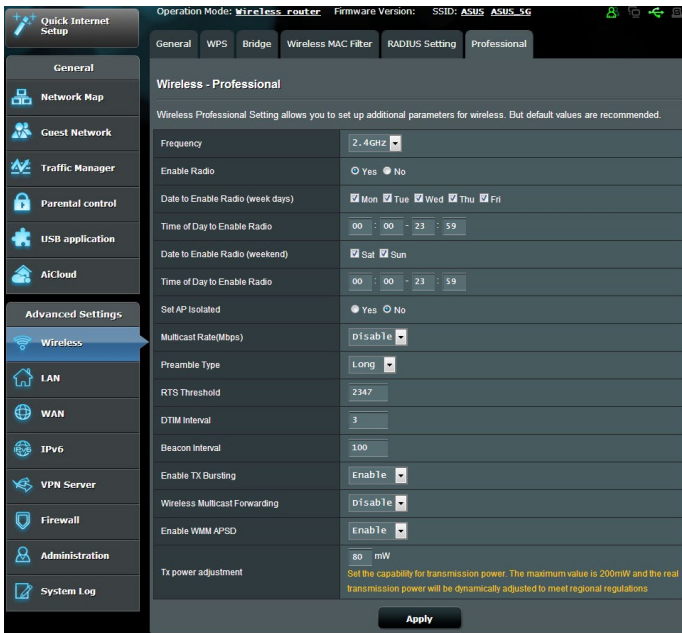 Quick Internet
Setup
General
Network Map
Guest Network
Traffic Manager
Parental control
USB application
AiCloud
Advanced Settings
Wireless
LAN
WAN
IPv6
IPv6
VPN Server
Firewall
Administration
System Log
Operation Mode: Wireless router Firmware Version: SSID: ASUS ASUS_5G
General WPS Bridge Wireless MAC Filter RADIUS Setting Professional
Wireless - Professional
Wireless Professional Setting allows you to set up additional parameters for wireless. But default values are recommended.
Frequency 2.4GHz
Enable Radio Yes No
Date to Enable Radio (week days) Mon Tue Wed Thu Fri
Time of Day to Enable Radio 00 : 00 - 23 : 59
Date to Enable Radio (weekend) Sat Sun
Time of Day to Enable Radio 00 : 00 - 23 : 59
Set AP Isolated Yes No
Multicast Rate(Mbps) Disable
Preamble Type Long
RTS Threshold 2347
DTIM Interval 3
Beacon Interval 100
Enable TX Bursting Enable
Wireless Multicast Forwarding Disable
Enable WMM APSD Enable
Tx power adjustment 80 mW
Set the capability for transmission power. The maximum value is 200mW and the real
transmission power will be dynamically adjusted to meet regional regulations
Apply